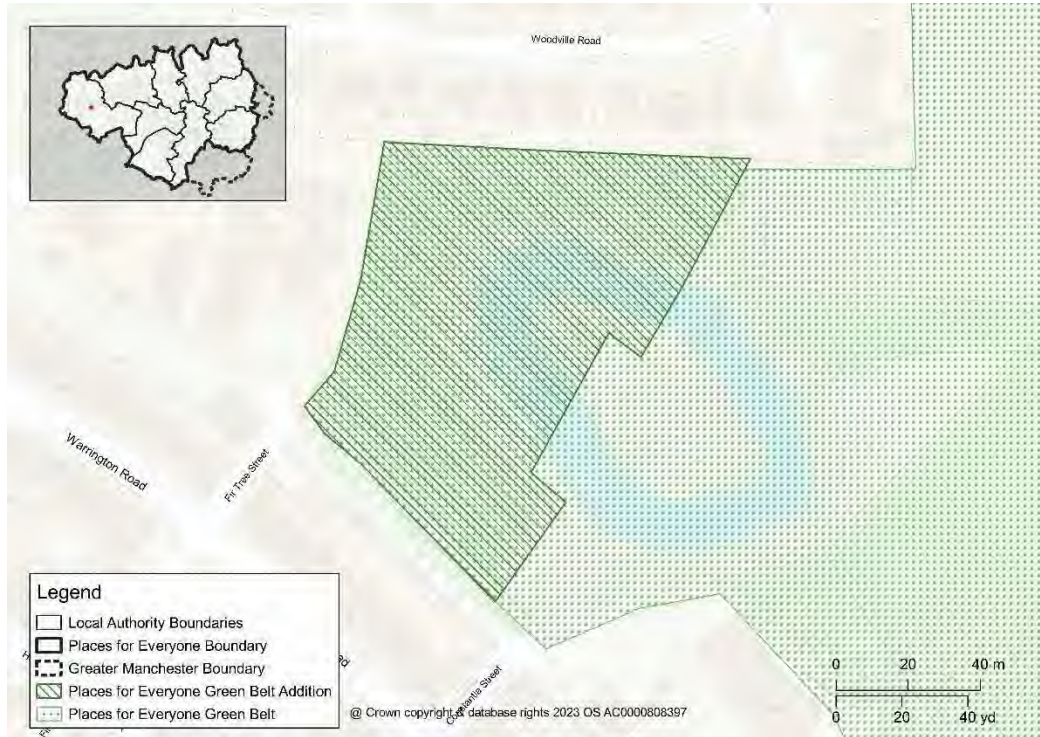 Woodville Road
Warrington Road
Fir Tree Street
Constantia Street
Legend
Local Authority Boundaries
Places for Everyone Boundary
Greater Manchester Boundary
Places for Everyone Green Belt Addition
Places for Everyone Green Belt
0 20 40 m
0 20 40 yd
@ Crown copyright & database rights 2023 OS AC0000808397